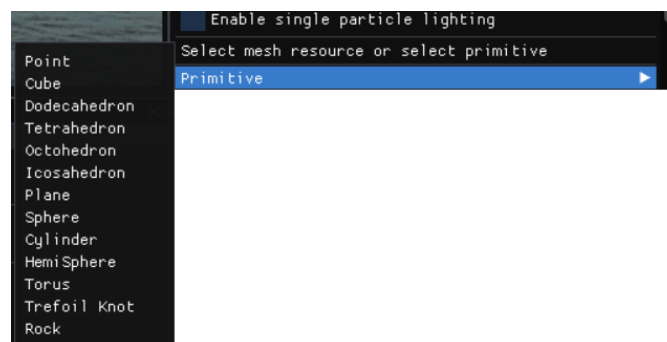 Enable single particle lighting
Select mesh resource or select primitive
Primitive
Point
Cube
Dodecahedron
Tetrahedron
Octohedron
Icosahedron
Plane
Sphere
Cylinder
HemiSphere
Torus
Trefoil Knot
Rock